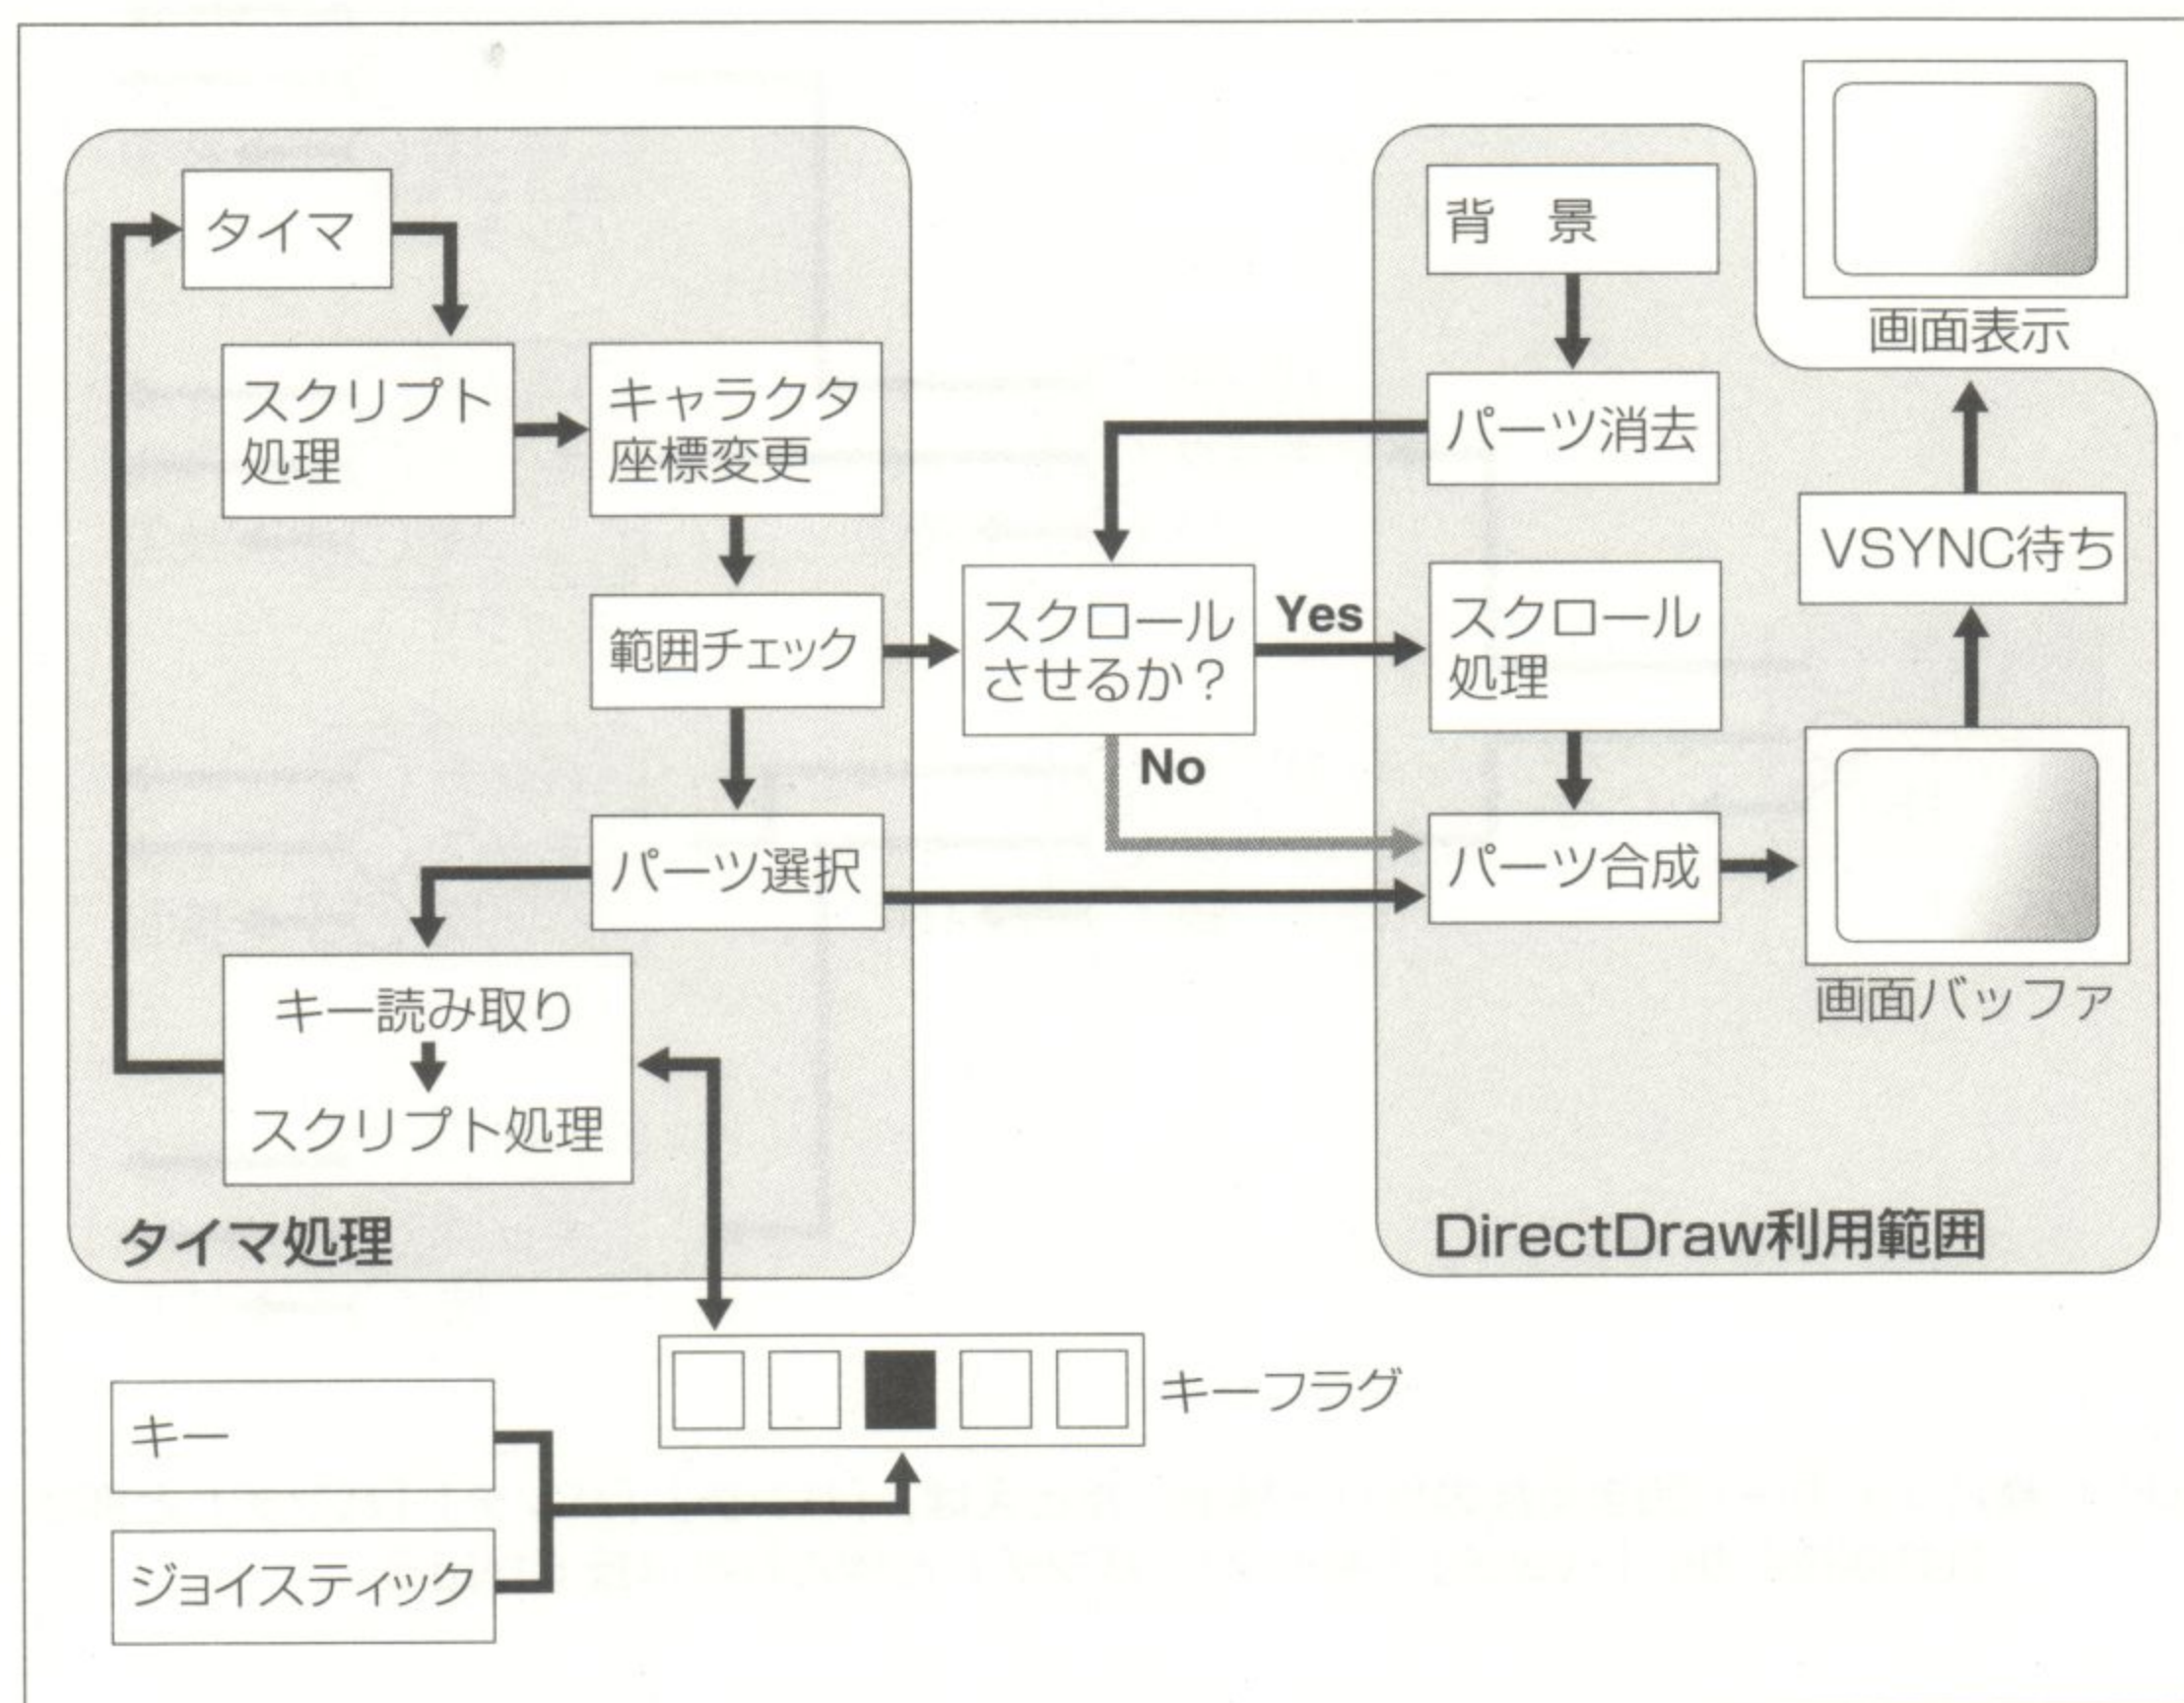 タイマ
スクリプト
処理
キャラクタ
座標変更
範囲チェック
パーツ選択
キー読み取り
スクリプト処理
タイマ処理
スクロール
させるか？
Yes
No
背　景
パーツ消去
スクロール
処理
パーツ合成
画面表示
VSYNC待ち
画面バッファ
DirectDraw利用範囲
キーフラグ
キー
ジョイスティック